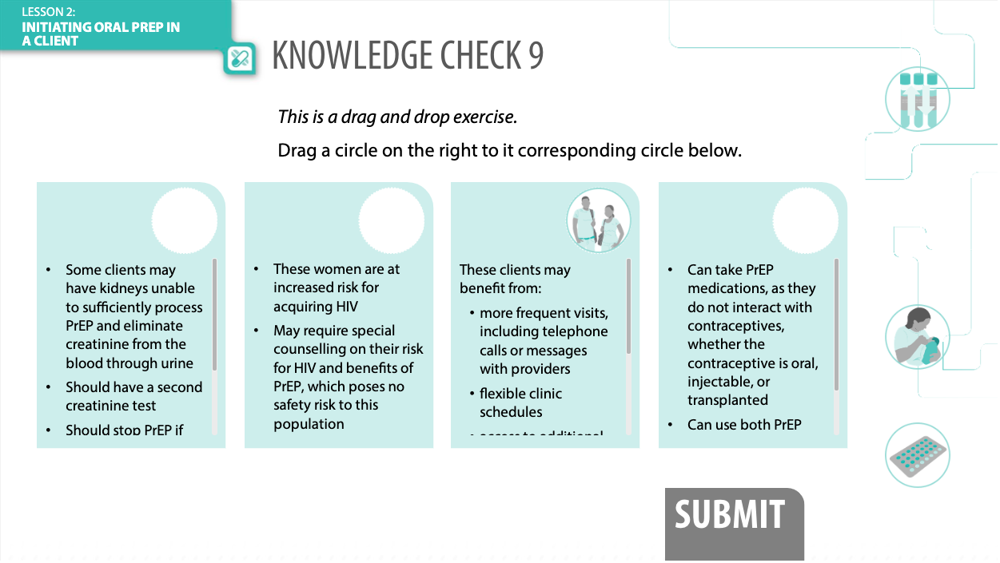 LESSON 2:
INITIATING ORAL PREP IN
A CLIENT
KNOWLEDGE CHECK 9
This is a drag and drop exercise.
Drag a circle on the right to it corresponding circle below.
• Some clients may
have kidneys unable
to sufficiently process
PrEP and eliminate
creatinine from the
blood through urine
• Should have a second
creatinine test
• Should stop PrEP if
• These women are at
increased risk for
acquiring HIV
• May require special
counselling on their risk
for HIV and benefits of
PrEP, which poses no
safety risk to this
population
These clients may
benefit from:
• more frequent visits,
including telephone
calls or messages
with providers
• flexible clinic
schedules
• access to additional
• Can take PrEP
medications, as they
do not interact with
contraceptives,
whether the
contraceptive is oral,
injectable, or
transplanted
• Can use both PrEP
SUBMIT